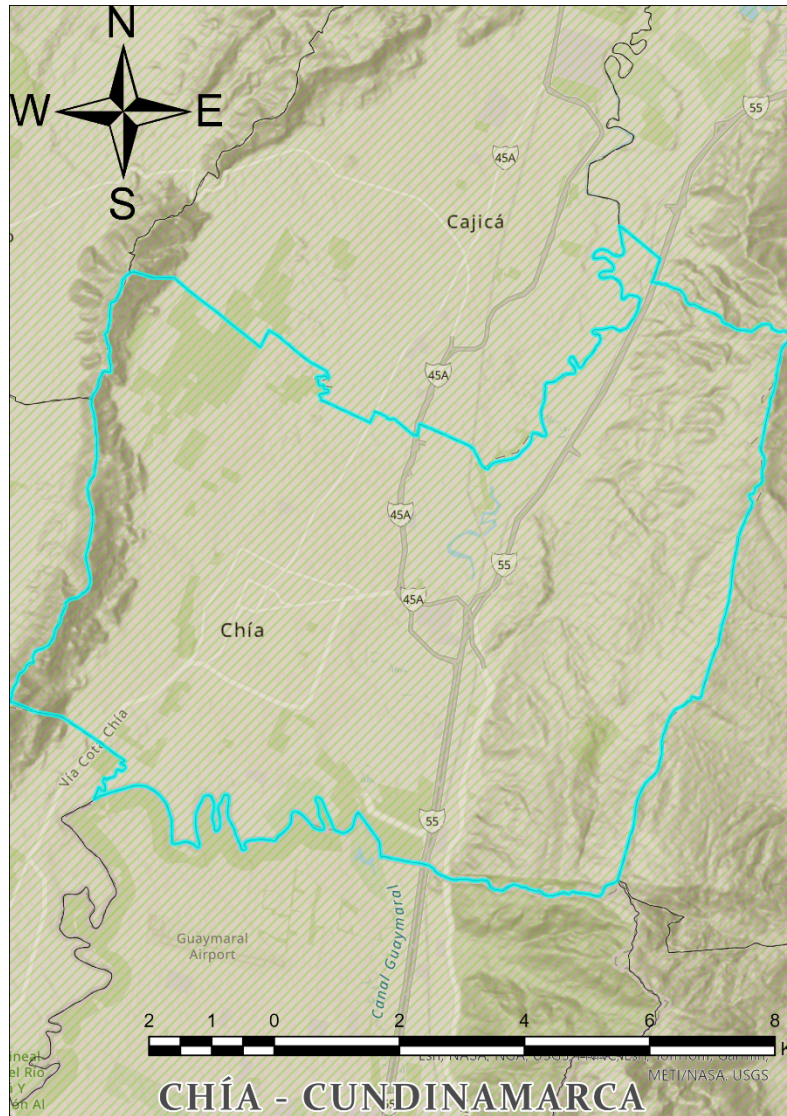 N
W E
S
55
45A
Cajicá
45A
45A
55
45A
Chía
Vía Cota Chía
55
Canal Guaymaral
Guaymaral
Airport
2 0 2 4 6 8
K
METI/NASA, USGS
CHÍA - CUNDINAMARCA